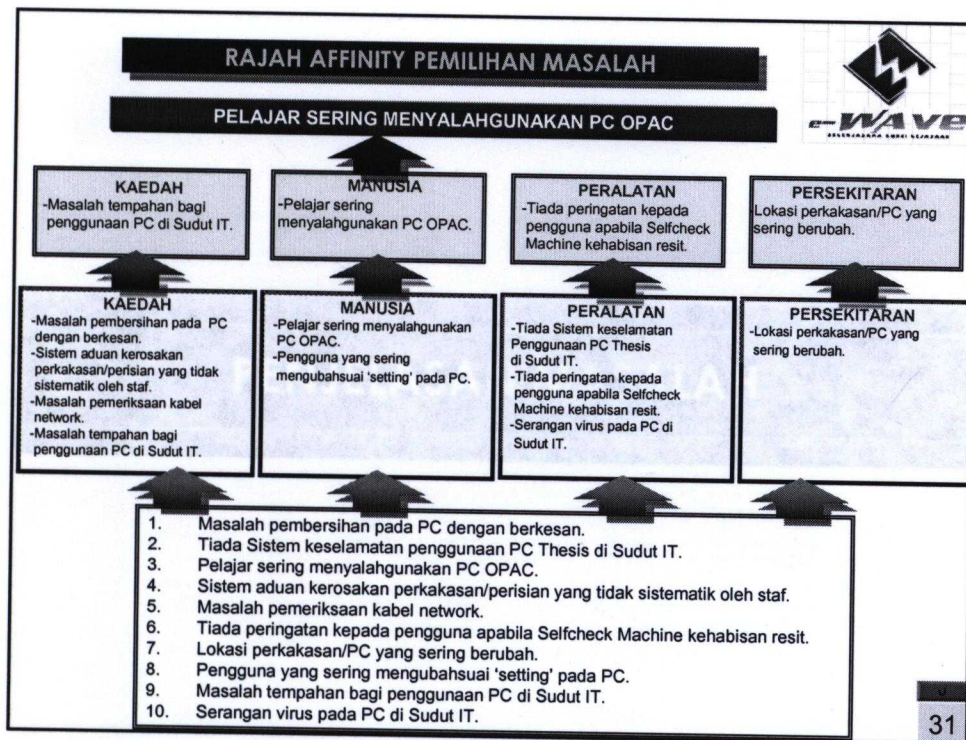 RAJAH AFFINITY PEMILIHAN MASALAH
e-WAVe
PELAJAR SERING MENYALAHGUNAKAN PC OPAC
KAEDAH
-Masalah tempahan bagi
penggunaan PC di Sudut IT.
MANUSIA
-Pelajar sering
menyalahgunakan PC OPAC.
PERALATAN
-Tiada peringatan kepada
pengguna apabila Selfcheck
Machine kehabisan resit.
PERSEKITARAN
Lokasi perkakasan/PC yang
sering berubah.
KAEDAH
-Masalah pembersihan pada PC
dengan berkesan.
-Sistem aduan kerosakan
perkakasan/perisian yang tidak
sistematik oleh staf.
-Masalah pemeriksaan kabel
network.
-Masalah tempahan bagi
penggunaan PC di Sudut IT.
MANUSIA
-Pelajar sering menyalahgunakan
PC OPAC.
-Pengguna yang sering
mengubahsuai 'setting' pada PC.
PERALATAN
-Tiada Sistem keselamatan
Penggunaan PC Thesis
di Sudut IT.
-Tiada peringatan kepada
pengguna apabila Selfcheck
Machine kehabisan resit.
-Serangan virus pada PC di
Sudut IT.
PERSEKITARAN
-Lokasi perkakasan/PC yang
sering berubah.
1. Masalah pembersihan pada PC dengan berkesan.
2. Tiada Sistem keselamatan penggunaan PC Thesis di Sudut IT.
3. Pelajar sering menyalahgunakan PC OPAC.
4. Sistem aduan kerosakan perkakasan/perisian yang tidak sistematik oleh staf.
5. Masalah pemeriksaan kabel network.
6. Tiada peringatan kepada pengguna apabila Selfcheck Machine kehabisan resit.
7. Lokasi perkakasan/PC yang sering berubah.
8. Pengguna yang sering mengubahsuai 'setting' pada PC.
9. Masalah tempahan bagi penggunaan PC di Sudut IT.
10. Serangan virus pada PC di Sudut IT.
31